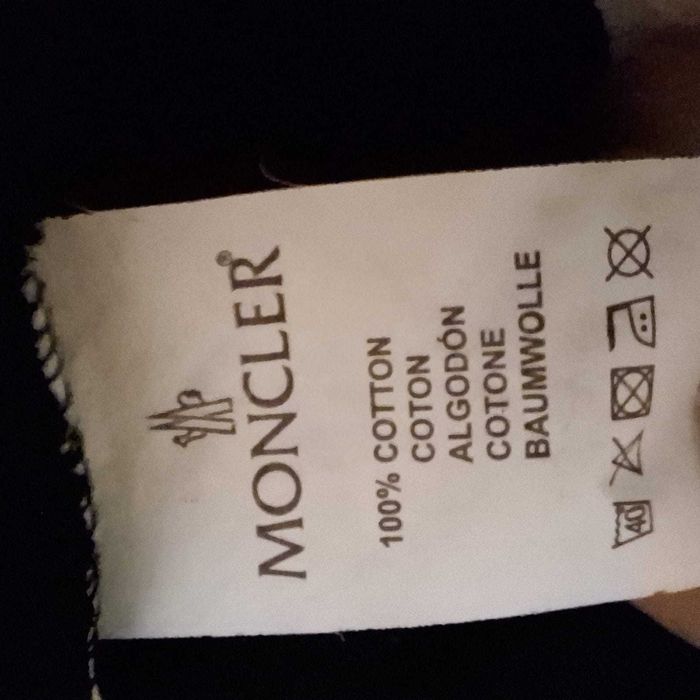 MONCLER®
100% COTTON
COTON
ALGODÓN
COTONE
BAUMWOLLE
40